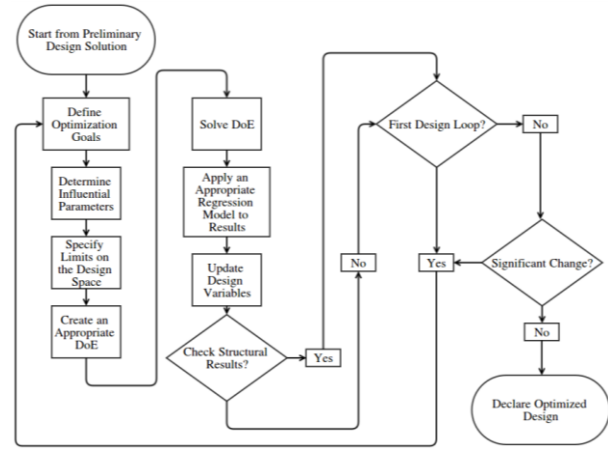 Start from Preliminary
Design Solution
Define
Optimization
Goals
Determine
Influential
Parameters
Specify
Limits on
the Design
Space
Create an
Appropriate
DoE
Solve DoE
Apply an
Appropriate
Regression
Model to
Results
Update
Design
Variables
Check Structural
Results?
Yes
No
First Design Loop?
No
Yes
Significant Change?
No
Declare Optimized
Design